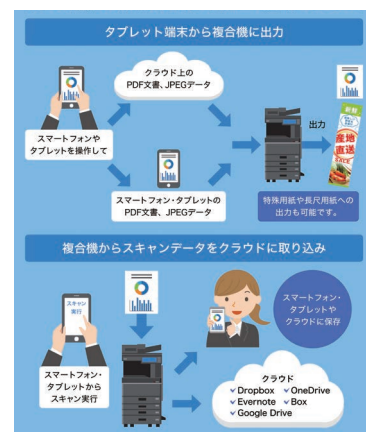 タブレット端末から複合機に出力
クラウド上の
PDF文書、JPEGデータ
スマートフォンや
タブレットを操作して
出力
新鮮
産地
直送
SALE
スマートフォン・タブレットの
PDF文書、JPEGデータ
特殊用紙や長尺用紙への
出力も可能です。
複合機からスキャンデータをクラウドに取り込み
スキャン
実行
スマートフォン・
タブレットから
スキャン実行
スマートフォン・
タブレットや
クラウドに保存
クラウド
Dropbox OneDrive
Evernote Box
Google Drive